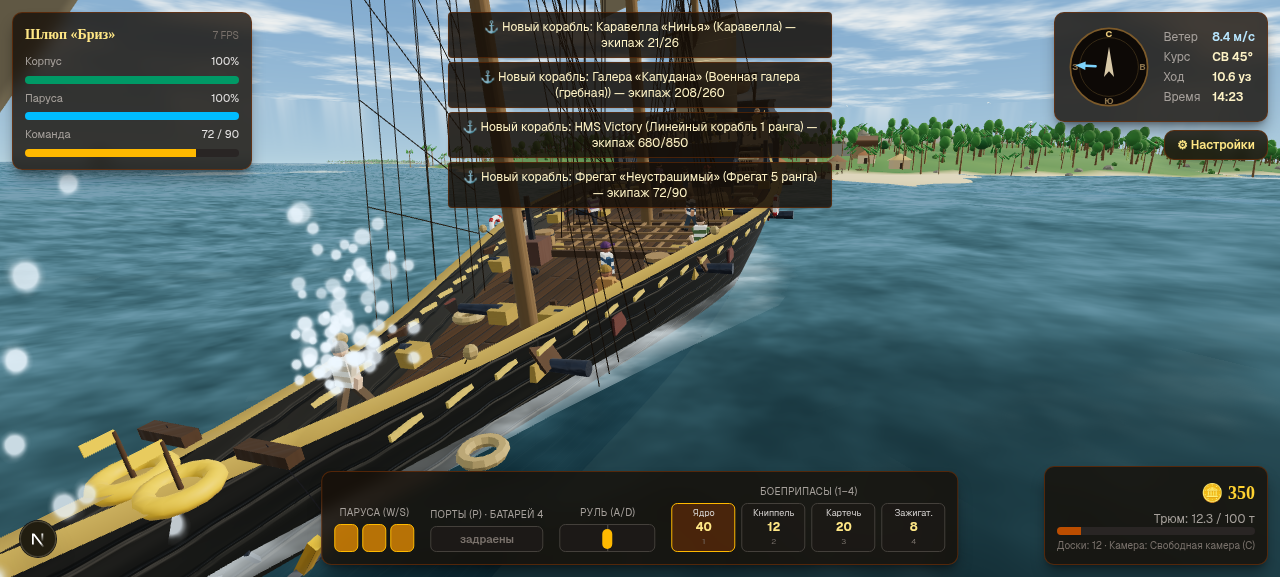 Шлюп «Бриз»
7 FPS
Корпус 100%
Паруса 100%
Команда 72 / 90
⚓ Новый корабль: Каравелла «Нинья» (Каравелла) —
экипаж 21/26
⚓ Новый корабль: Галера «Капудана» (Военная галера
(гребная)) — экипаж 208/260
⚓ Новый корабль: HMS Victory (Линейный корабль 1 ранга) —
экипаж 680/850
⚓ Новый корабль: Фрегат «Неустрашимый» (Фрегат 5 ранга)
— экипаж 72/90
С
З В
Ю
Ветер 8.4 м/с
Курс СВ 45°
Ход 10.6 уз
Время 14:23
⚙ Настройки
N
ПАРУСА (W/S)
ПОРТЫ (P) · БАТАРЕЙ 4
задраены
РУЛЬ (A/D)
БОЕПРИПАСЫ (1–4)
Ядро
40
1
Книппель
12
2
Картечь
20
3
Зажигат.
8
4
350
Трюм: 12.3 / 100 т
Доски: 12 · Камера: Свободная камера (C)